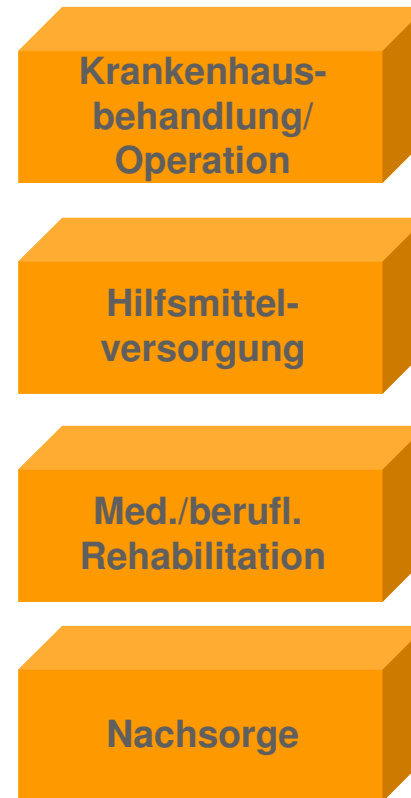 Krankenhaus-
behandlung/
Operation
Hilfsmittel-
versorgung
Med./berufl.
Rehabilitation
Nachsorge